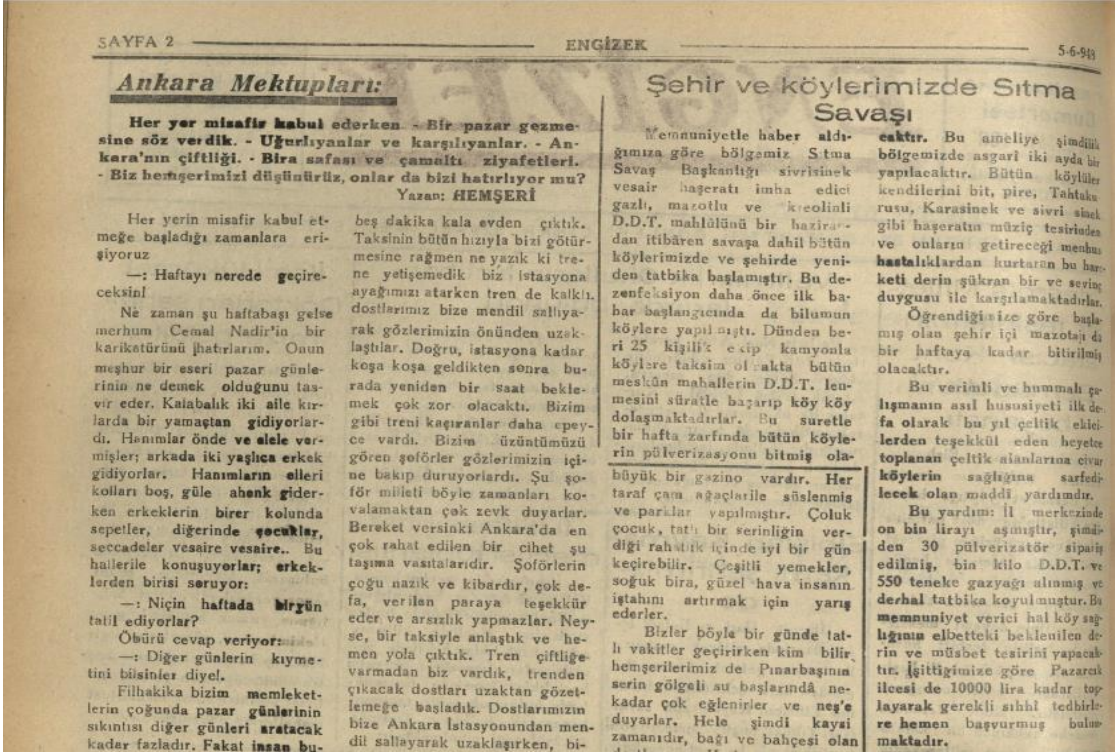 SAYFA 2
ENGİZEK
5-6-948
Ankara Mektupları:
Her yer misafir kabul ederken - Bir pazar gezme-
sine söz verdik. - Uğurlıyanlar ve karşılıyanlar. - An-
kara'nın çiftliği. - Bira safası ve çamaltı ziyafetleri.
- Biz hemşerimizi düşünürüz, onlar da bizi hatırlıyor mu?
Yazan: HEMŞERİ
Her yerin misafir kabul et-
meğe başladığı zamanlara eri-
şiyoruz
—: Haftayı nerede geçire-
ceksin!
Ne zaman şu haftabaşı gelse
merhum Cemal Nadir'in bir
karikatürünü hatırlarım. Onun
meşhur bir eseri pazar günle-
rinin ne demek olduğunu tas-
vir eder. Kalabalık iki aile kır-
larda bir yamaçtan gidiyorlar-
dı. Hanımlar önde ve elele ver-
mişler; arkada iki yaşlıca erkek
gidiyorlar. Hanımların elleri
kolları boş, güle ahenk gider-
ken erkeklerin birer kolunda
sepetler, diğerinde çocuklar,
seccadeler vesaire vesaire.. Bu
hallerile konuşuyorlar; erkek-
lerden birisi soruyor:
—: Niçin haftada birgün
tatil ediyorlar?
Öbürü cevap veriyor:
—: Diğer günlerin kıyme-
tini bilsinler diye!.
Filhakika bizim memleket-
lerin çoğunda pazar günlerinin
sıkıntısı diğer günleri aratacak
kadar fazladır. Fakat insan bu-
beş dakika kala evden çıktık.
Taksinin bütün hızıyla bizi götür-
mesine rağmen ne yazık ki tre-
ne yetişemedik biz istasyona
ayağımızı atarken tren de kalktı.
dostlarımız bize mendil sallıya-
rak gözlerimizin önünden uzak-
laştılar. Doğru, istasyona kadar
koşa koşa geldikten sonra bu-
rada yeniden bir saat bekle-
mek çok zor olacaktı. Bizim
gibi treni kaçıranlar daha epey-
ce vardı. Bizim üzüntümüzü
gören şoförler gözlerimizin içi-
ne bakıp duruyorlardı. Şu şo-
för milleti böyle zamanları ko-
valamaktan çok zevk duyarlar.
Bereket versinki Ankara'da en
çok rahat edilen bir cihet şu
taşıma vasıtalarıdır. Şoförlerin
çoğu nazik ve kibardır, çok de-
fa, verilen paraya teşekkür
eder ve arsızlık yapmazlar. Ney-
se, bir taksiyle anlaştık ve he-
men yola çıktık. Tren çiftliğe
varmadan biz vardık, trenden
çıkacak dostları uzaktan gözet-
lemeğe başladık. Dostlarımızın
bize Ankara İstasyonundan men-
dil sallayarak uzaklaşırken, bi-
Şehir ve köylerimizde Sıtma
Savaşı
Memnuniyetle haber aldı-
ğımıza göre bölgemiz Sıtma
Savaş Başkanlığı sivrisinek
vesair haşeratı imha edici
gazlı, mazotlu ve kreolinli
D.D.T. mahlülünü bir hazira-
dan itibâren savaşa dahil bütün
köylerimizde ve şehirde yeni-
den tatbika başlamıştır. Bu de-
zenfeksiyon daha önce ilk ba-
bar başlangıcında da bilumum
köylere yapılmıştı. Dünden be-
ri 25 kişilik ekip kamyonla
köylere taksim olarakta bütün
meskün mahallerin D.D.T. len-
mesini süratle başarıp köy köy
dolaşmaktadırlar. Bu suretle
bir hafta zarfında bütün köyle-
rin pülverizasyonu bitmiş ola-
büyük bir gazino vardır. Her
taraf çam ağaçlarile süslenmiş
ve parklar yapılmıştır. Çoluk
çocuk, tatlı bir serinliğin ver-
diği rahatlık içinde iyi bir gün
keçirebilir. Çeşitli yemekler,
soğuk bira, güzel hava insanın
iştahını artırmak için yarış
ederler.
Bizler böyle bir günde tat-
lı vakitler geçirirken kim bilir
hemşerilerimiz de Pınarbaşının
serin gölgeli su başlarındâ ne-
kadar çok eğlenirler ve neş'e
duyarlar. Hele şimdi kayısı
zamanıdır, bağı ve bahçesi olan
caktır. Bu ameliye şimdilik
bölgemizde asgarî iki ayda bir
yapılacaktır. Bütün köylüler
kendilerini bit, pire, Tahtaku
rusu, Karasinek ve sivri sinek
gibi haşeratın müziç tesirinden
ve onların getireceği menhus
hastalıklardan kurtaran bu hare-
keti derin şükran bir ve sevinç
duygusu ile karşılamaktadırlar.
Öğrendiğimize göre başla-
mış olan şehir içi mazotajı da
bir haftaya kadar bitirilmiş
olacaktır.
Bu verimli ve hummalı ça-
lışmanın asıl hususiyeti ilk de-
fa olarak bu yıl çeltik ekici-
lerden teşekkül eden heyetce
toplanan çeltik alanlarına civar
köylerin sağlığına sarfedi-
lecek olan maddî yardımdır.
Bu yardım: İl merkezinde
on bin lirayı aşmıştır, şimdi-
den 30 pülverizatör sipariş
edilmiş, bin kilo D.D.T. ve
550 teneke gazyağı alınmış ve
derhal tatbika koyulmuştur. Bu
memnuniyet verici hal köy sağ-
lığının elbetteki beklenilen de-
rin ve müsbet tesirini yapacak-
tır. İşittiğimize göre Pazarcık
ilcesi de 10000 lira kadar top-
layarak gerekli sıhhî tedbirle-
re hemen başvurmuş bulun-
maktadır.